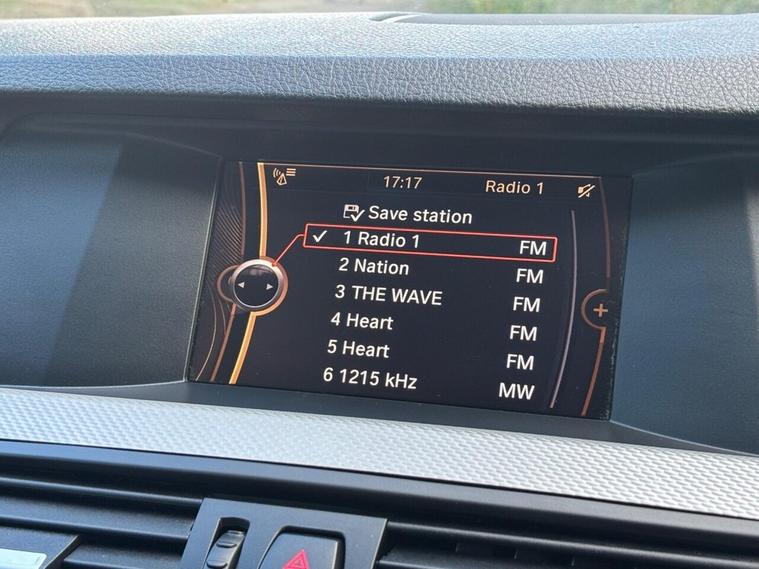 17:17 Radio 1
Save station
1 Radio 1 FM
2 Nation FM
3 THE WAVE FM
4 Heart FM
5 Heart FM
6 1215 kHz MW